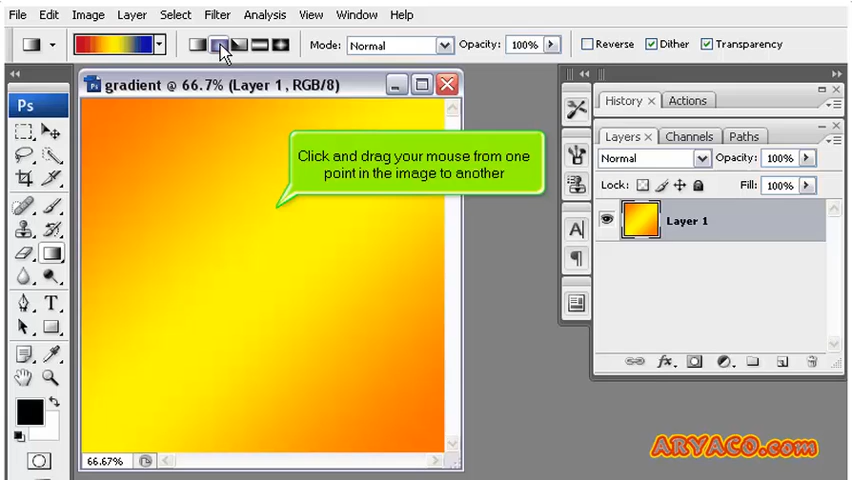 File Edit Image Layer Select Filter Analysis View Window Help
Mode: Normal Opacity: 100% Reverse Dither Transparency
gradient @ 66.7% (Layer 1, RGB/8)
Ps
Click and drag your mouse from one
point in the image to another
66.67%
History × Actions
Layers × Channels Paths
Normal Opacity: 100%
Lock: Fill: 100%
Layer 1
ARYACO.com